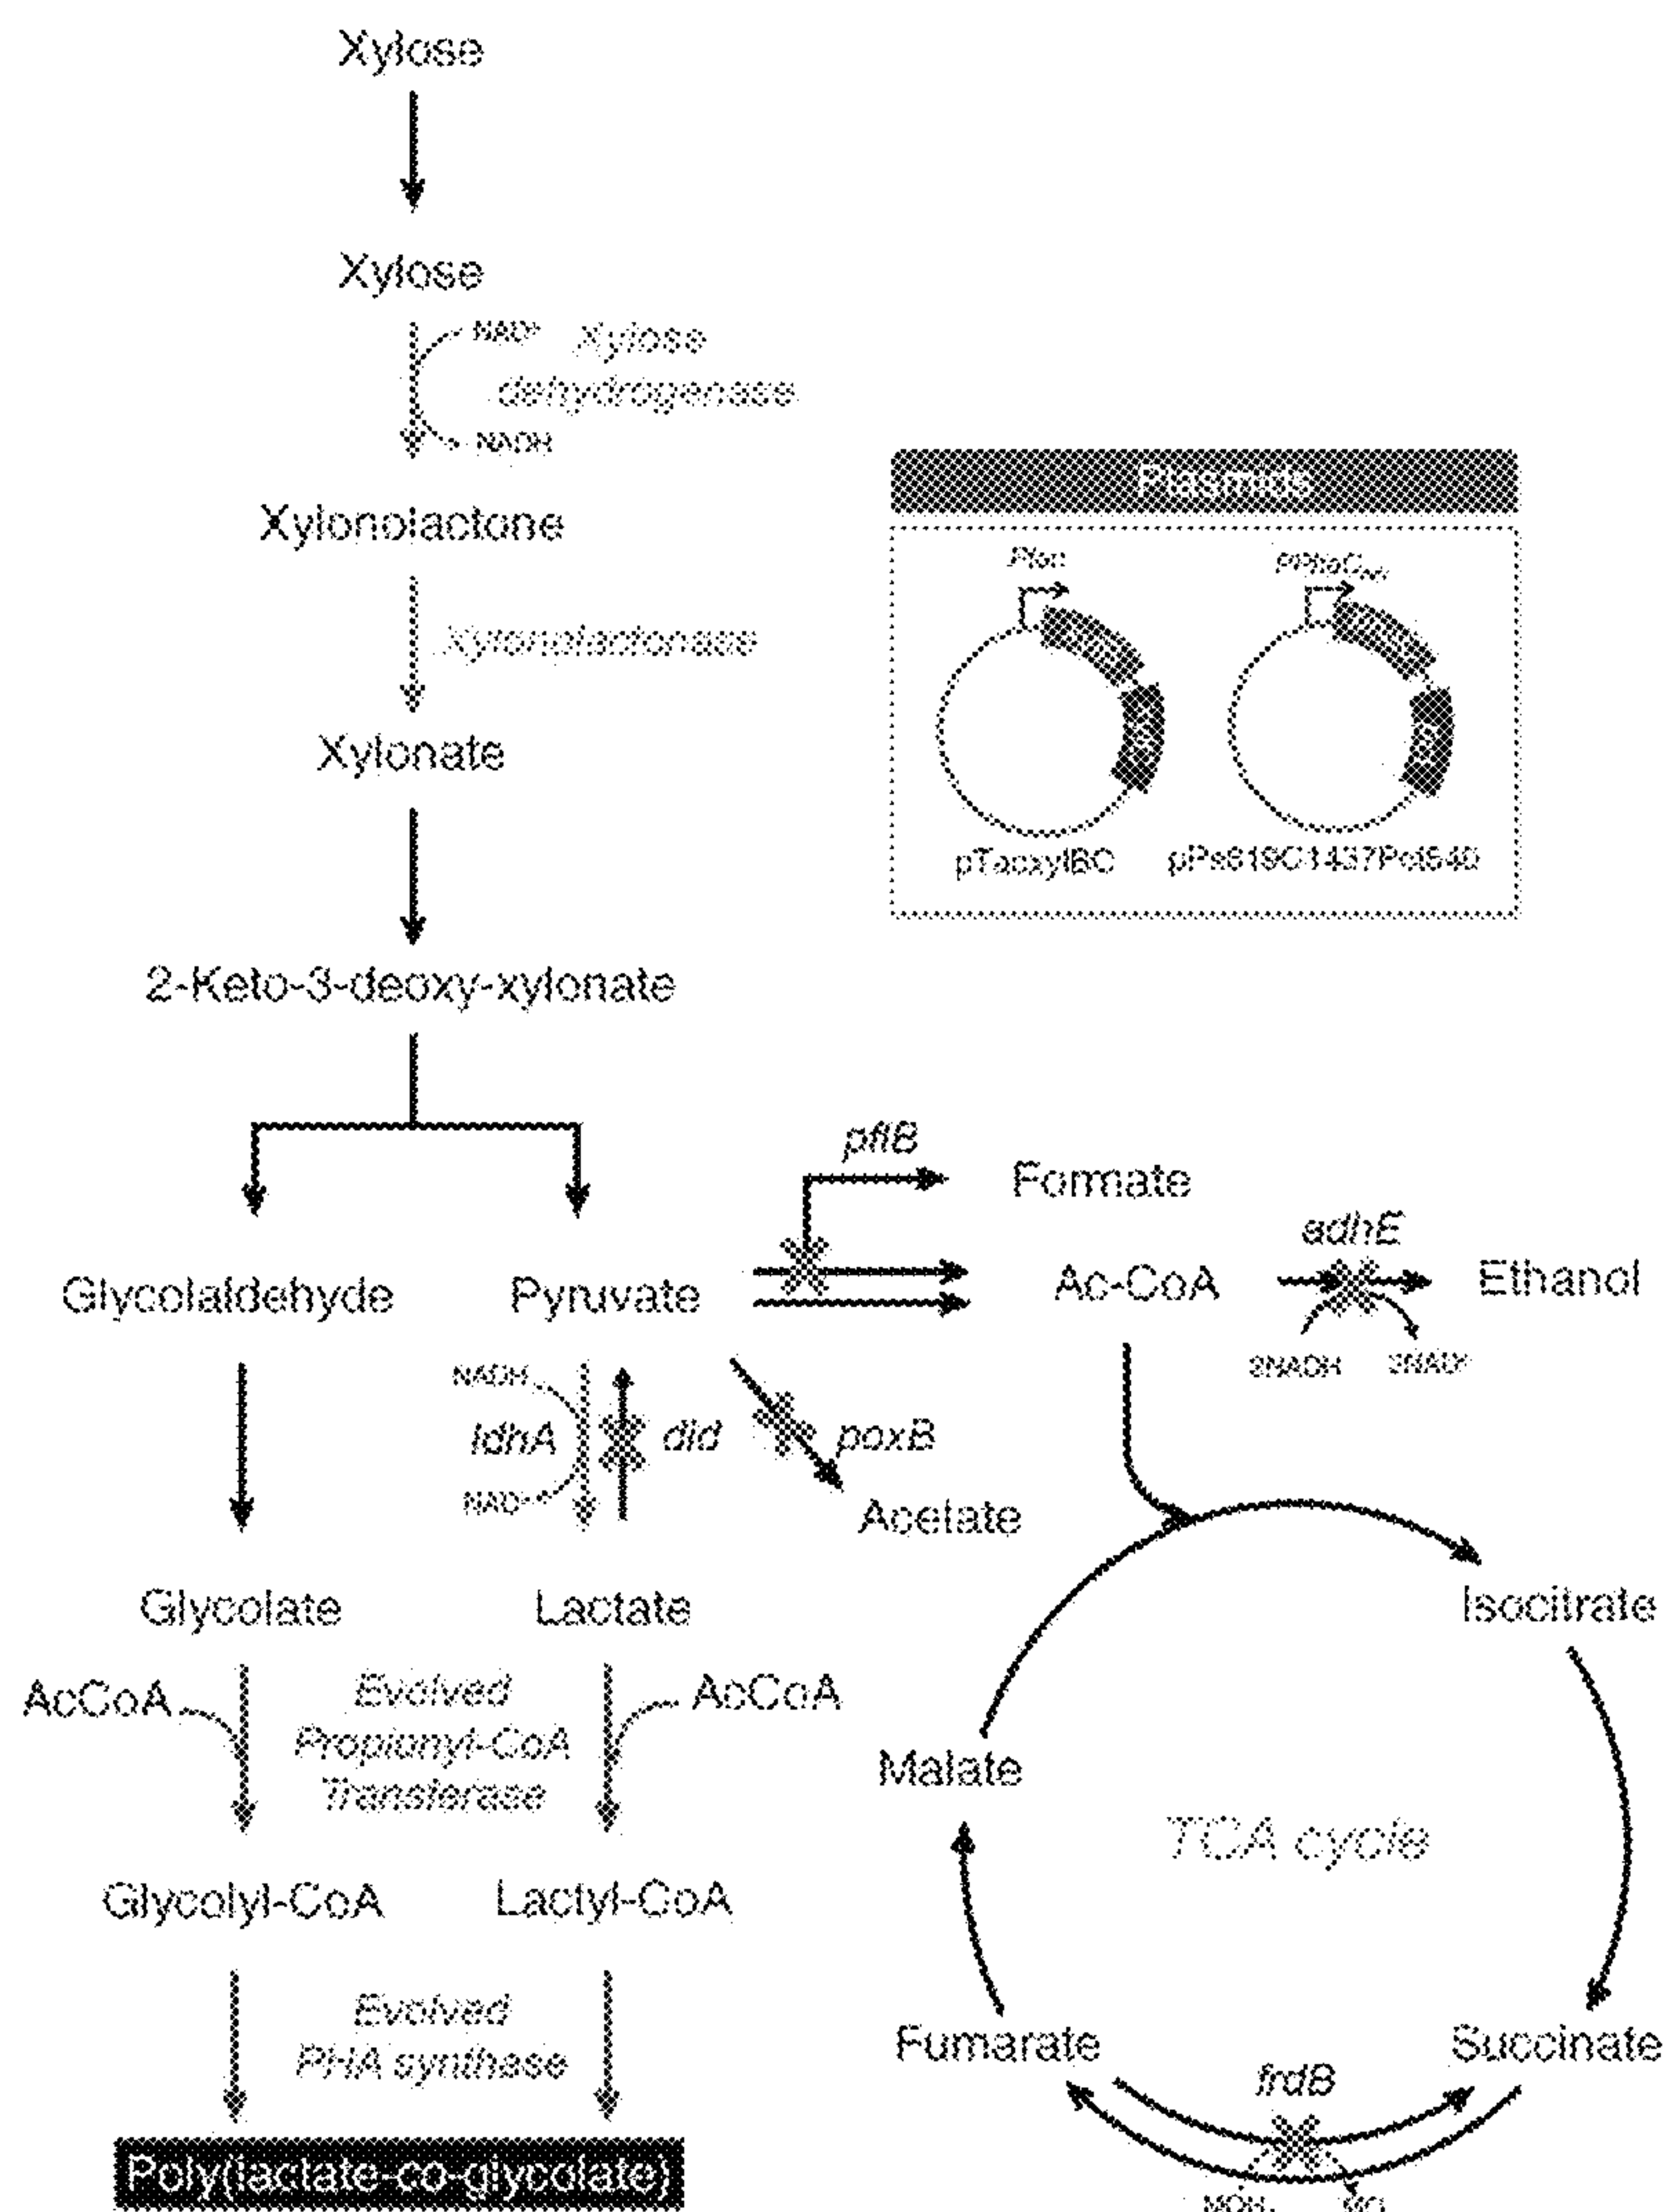 Xylose
Xylose
NAD⁺
Xylose
dehydrogenase
NADH
Xylonolactone
Xylonolactonase
Xylonate
2-Keto-3-deoxy-xylonate
Plasmids
pTacxylBC
pPs619C1437Pct540
pflB
Formate
Glycolaldehyde
Pyruvate
Ac-CoA
adhE
Ethanol
2NADH
2NAD⁺
NADH
ldhA
NAD⁺
dld
poxB
Acetate
Glycolate
Lactate
Isocitrate
AcCoA
Evolved
Propionyl-CoA
Transferase
AcCoA
Malate
TCA cycle
Glycolyl-CoA
Lactyl-CoA
Evolved
PHA synthase
Fumarate
Succinate
frdB
Poly(lactate-co-glycolate)